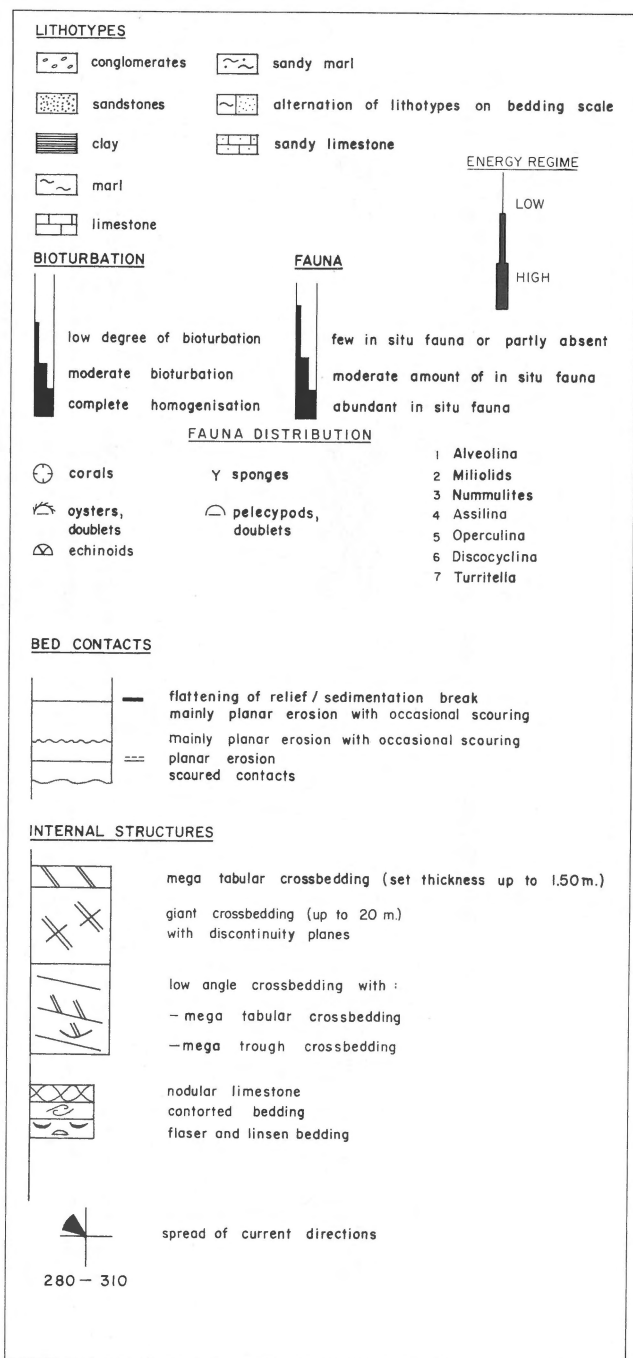 LITHOTYPES
conglomerates
sandstones
clay
marl
limestone
sandy marl
alternation of lithotypes on bedding scale
sandy limestone
ENERGY REGIME
LOW
HIGH
BIOTURBATION
low degree of bioturbation
moderate bioturbation
complete homogenisation
FAUNA
few in situ fauna or partly absent
moderate amount of in situ fauna
abundant in situ fauna
FAUNA DISTRIBUTION
corals
oysters,
doublets
echinoids
Y sponges
pelecypods,
doublets
1 Alveolina
2 Miliolids
3 Nummulites
4 Assilina
5 Operculina
6 Discocyclina
7 Turritella
BED CONTACTS
flattening of relief / sedimentation break
mainly planar erosion with occasional scouring
mainly planar erosion with occasional scouring
planar erosion
scoured contacts
INTERNAL STRUCTURES
mega tabular crossbedding (set thickness up to 1.50 m.)
giant crossbedding (up to 20 m.)
with discontinuity planes
low angle crossbedding with :
– mega tabular crossbedding
— mega trough crossbedding
nodular limestone
contorted bedding
flaser and linsen bedding
spread of current directions
280 — 310